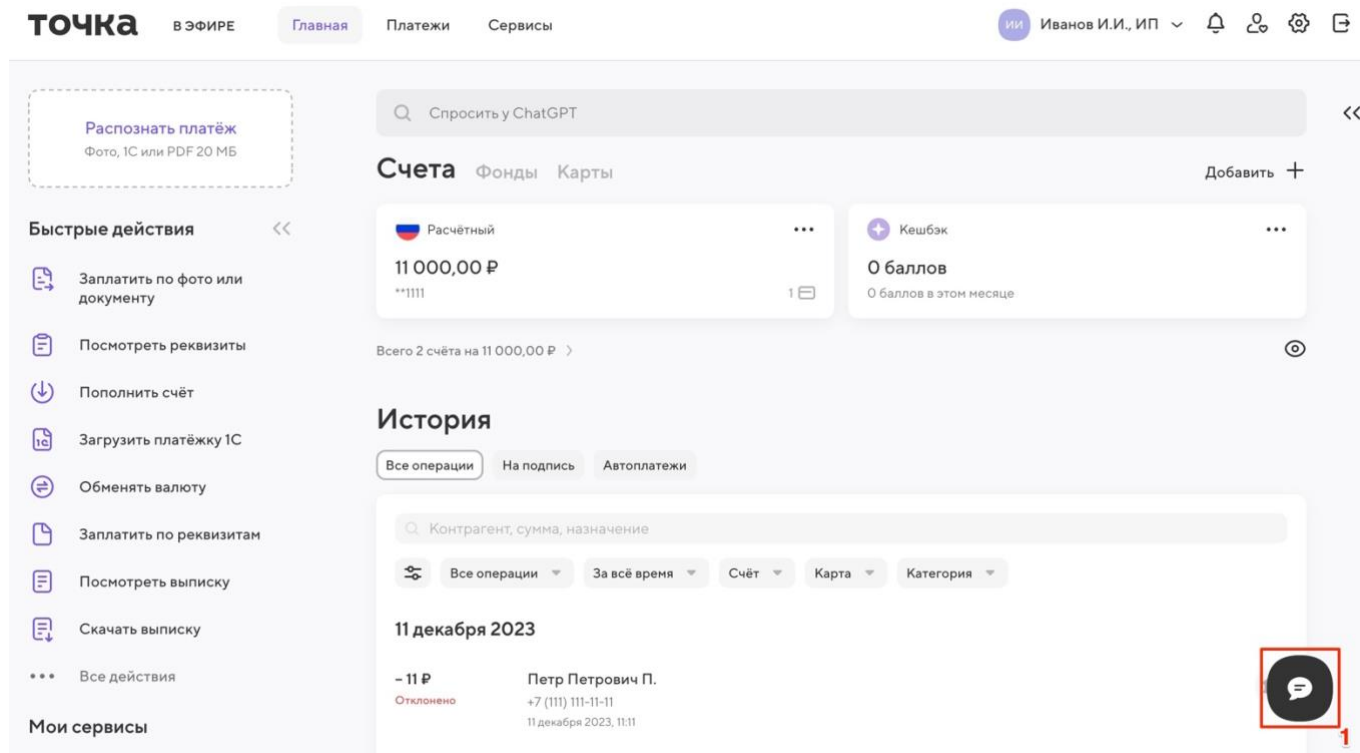 точка
В ЭФИРЕ
Главная
Платежи
Сервисы
ИИ
Иванов И.И., ИП
Распознать платёж
Фото, 1С или PDF 20 МБ
Быстрые действия
Заплатить по фото или
документу
Посмотреть реквизиты
Пополнить счёт
1С
Загрузить платёжку 1С
Обменять валюту
Заплатить по реквизитам
Посмотреть выписку
Скачать выписку
Все действия
Мои сервисы
Спросить у ChatGPT
Счета
Фонды
Карты
Добавить
Расчётный
11 000,00 ₽
**1111
1
Кешбэк
0 баллов
0 баллов в этом месяце
Всего 2 счёта на 11 000,00 ₽
История
Все операции
На подпись
Автоплатежи
Контрагент, сумма, назначение
Все операции
За всё время
Счёт
Карта
Категория
11 декабря 2023
– 11 ₽
Отклонено
Петр Петрович П.
+7 (111) 111-11-11
11 декабря 2023, 11:11
1